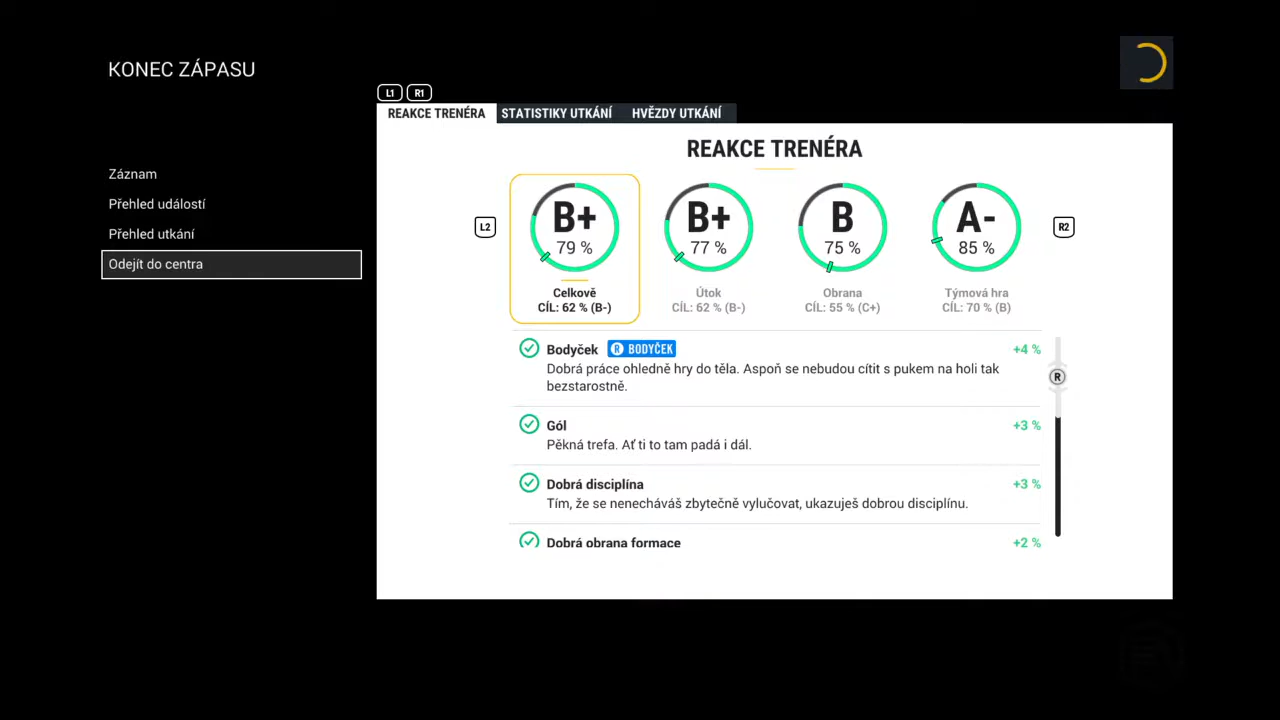 KONEC ZÁPASU
Záznam
Přehled událostí
Přehled utkání
Odejít do centra
L1 R1
REAKCE TRENÉRA STATISTIKY UTKÁNÍ HVĚZDY UTKÁNÍ
REAKCE TRENÉRA
L2
B+
79 %
Celkově
CÍL: 62 % (B-)
B+
77 %
Útok
CÍL: 62 % (B-)
B
75 %
Obrana
CÍL: 55 % (C+)
A-
85 %
Týmová hra
CÍL: 70 % (B)
R2
Bodyček R BODYČEK +4 %
Dobrá práce ohledně hry do těla. Aspoň se nebudou cítit s pukem na holi tak
bezstarostně.
R
Gól +3 %
Pěkná trefa. Ať ti to tam padá i dál.
Dobrá disciplína +3 %
Tím, že se nenecháváš zbytečně vylučovat, ukazuješ dobrou disciplínu.
Dobrá obrana formace +2 %